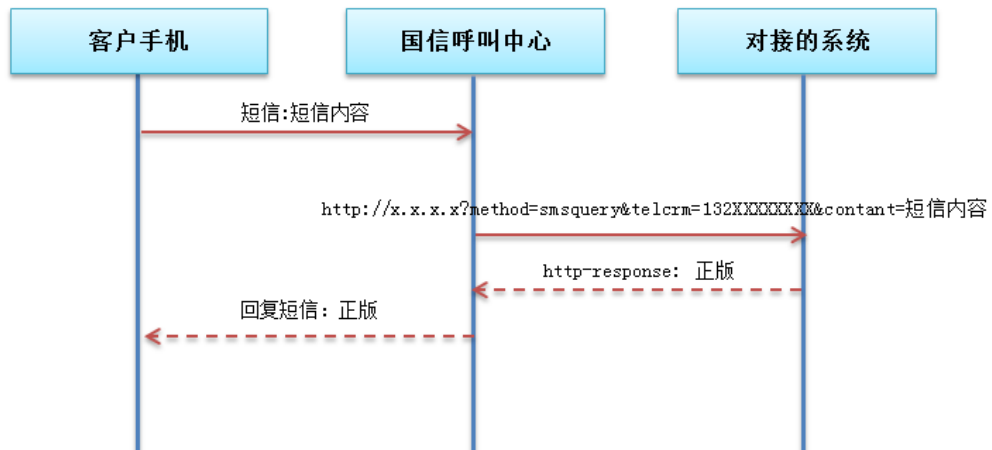 客户手机
国信呼叫中心
对接的系统
短信:短信内容
http://x.x.x.x?method=smsquery&telcrm=132XXXXXXXX&contant=短信内容
http-response: 正版
回复短信: 正版